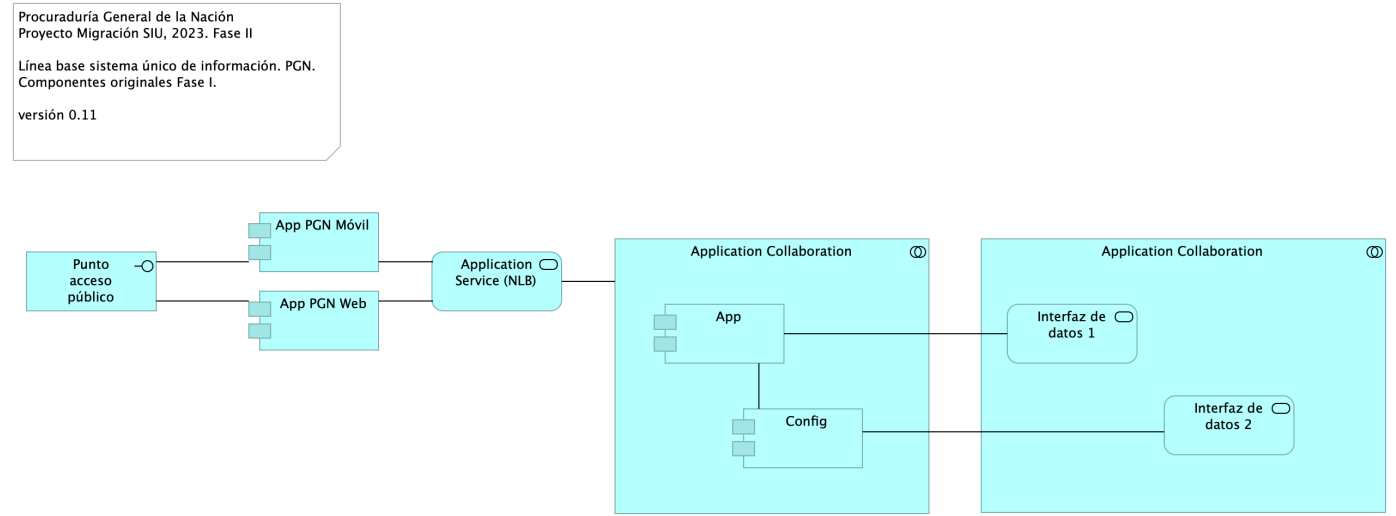 Procuraduría General de la Nación
Proyecto Migración SIU, 2023. Fase II
Línea base sistema único de información. PGN.
Componentes originales Fase I.
versión 0.11
Punto
acceso
público
App PGN Móvil
App PGN Web
Application
Service (NLB)
Application Collaboration
App
Config
Application Collaboration
Interfaz de
datos 1
Interfaz de
datos 2